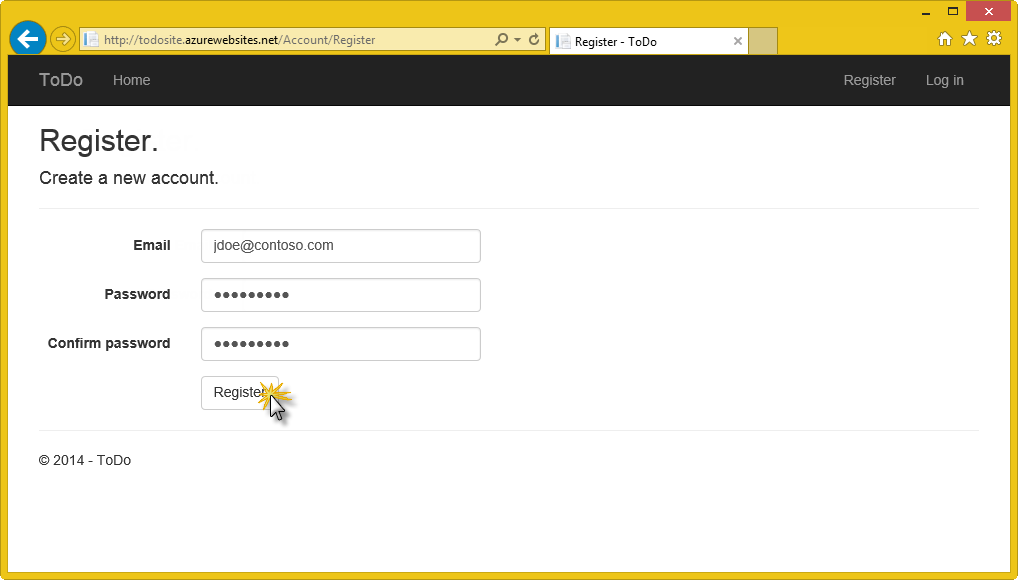 http://todosite.azurewebsites.net/Account/Register
Register - ToDo
ToDo Home Register Log in
Register.
Create a new account.
Email jdoe@contoso.com
Password ●●●●●●●●●
Confirm password ●●●●●●●●●
Register
© 2014 - ToDo